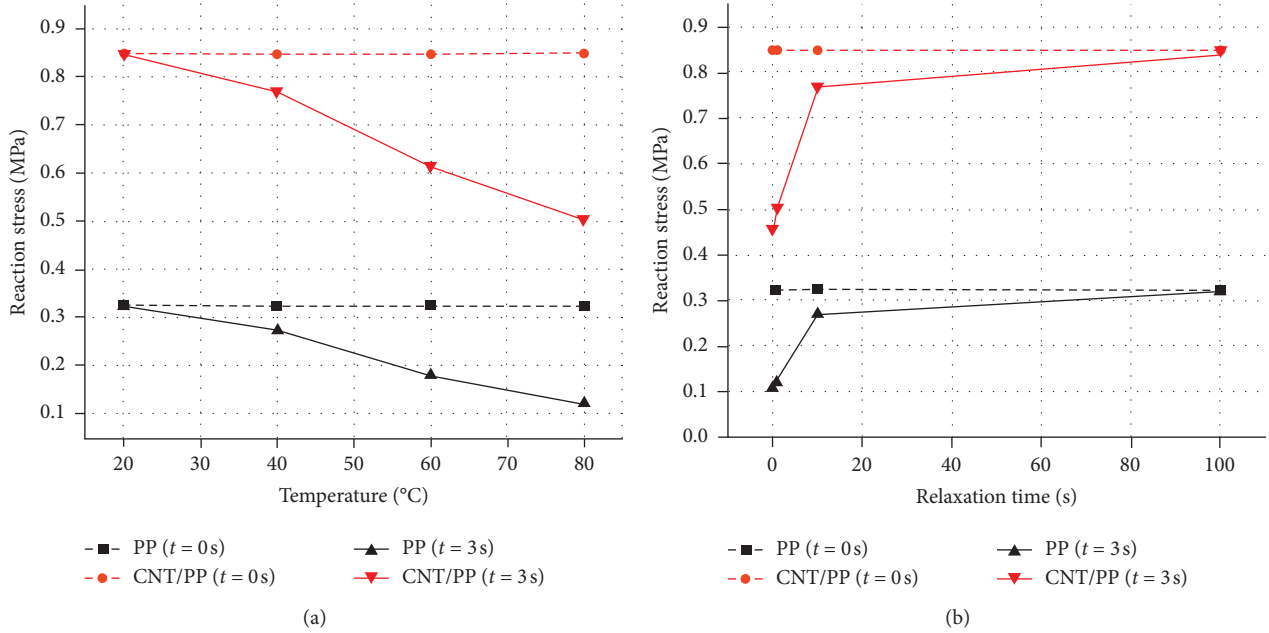 0.9
0.8
0.7
0.6
0.5
0.4
0.3
0.2
0.1
Reaction stress (MPa)
20 30 40 50 60 70 80
Temperature (°C)
PP (t = 0 s)
PP (t = 3 s)
CNT/PP (t = 0 s)
CNT/PP (t = 3 s)
(a)
0.9
0.8
0.7
0.6
0.5
0.4
0.3
0.2
0.1
0.0
Reaction stress (MPa)
0 20 40 60 80 100
Relaxation time (s)
PP (t = 0 s)
PP (t = 3 s)
CNT/PP (t = 0 s)
CNT/PP (t = 3 s)
(b)